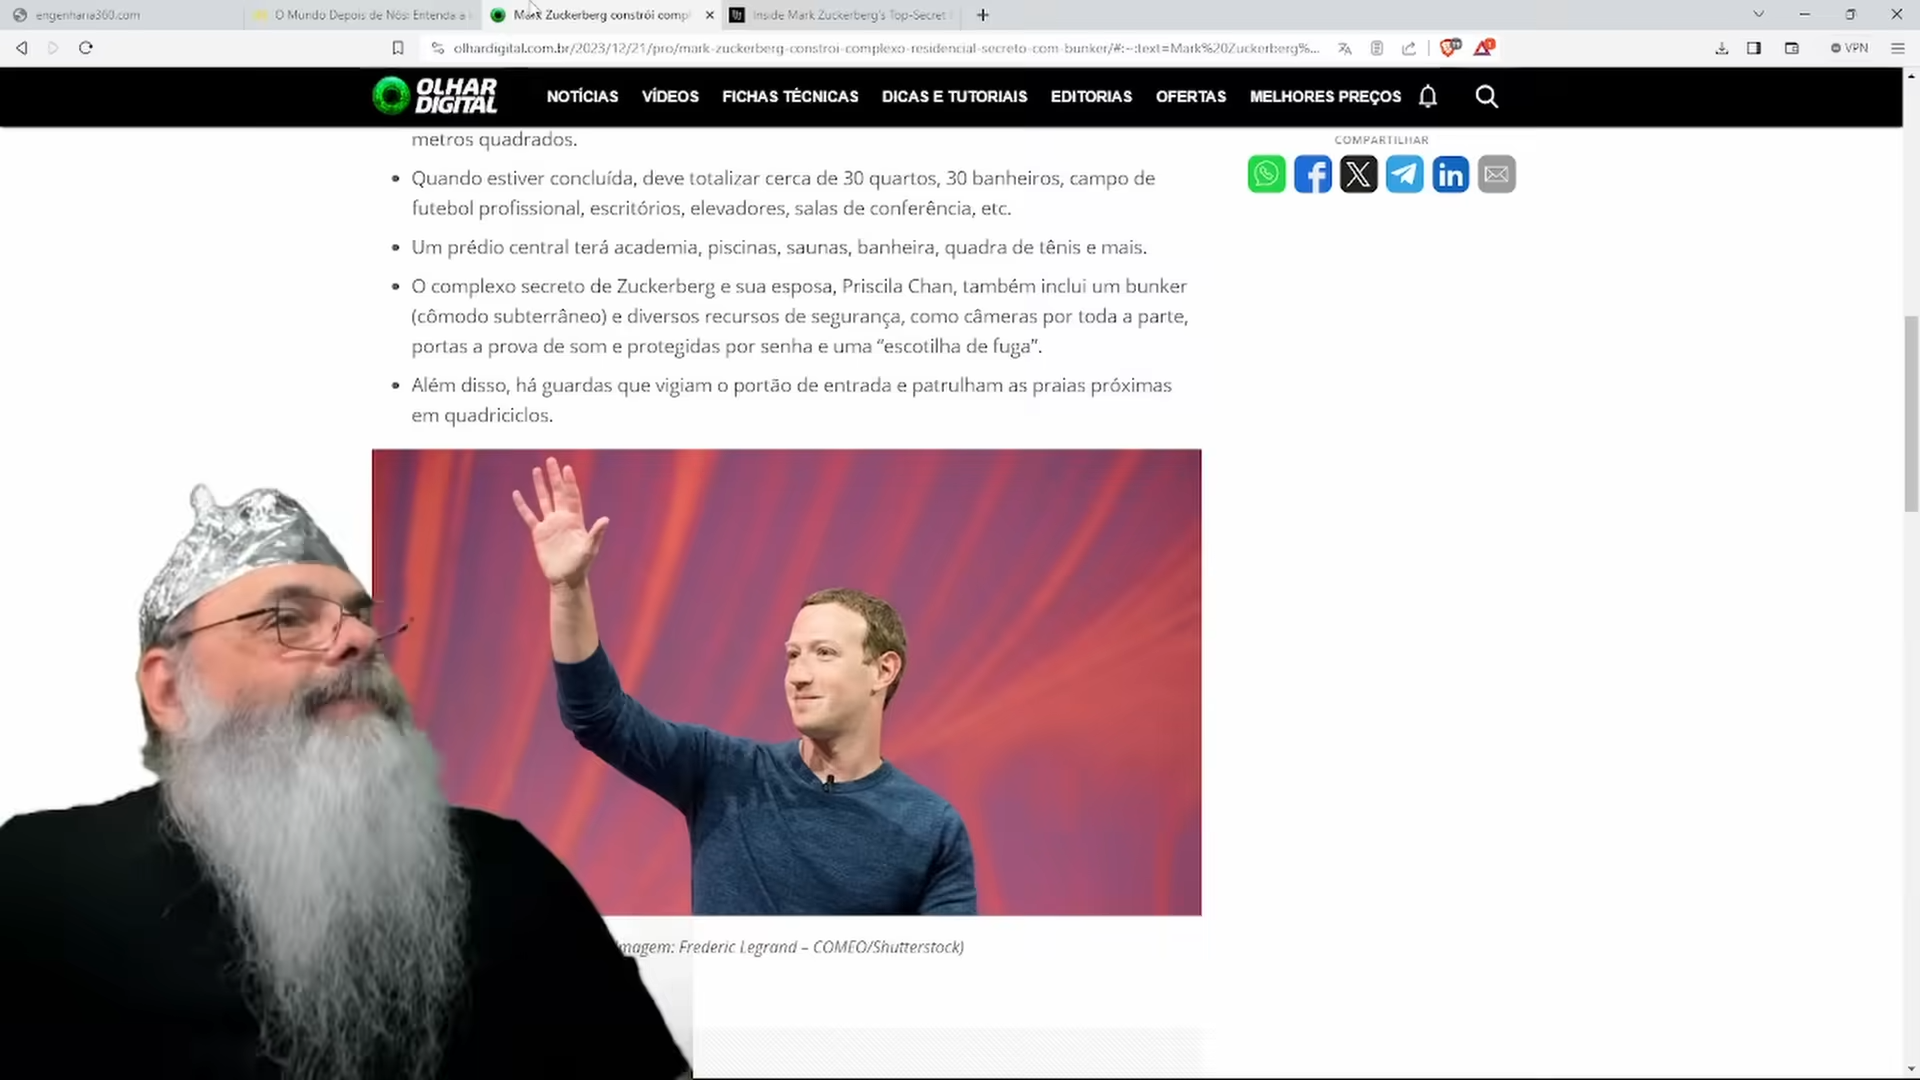 engenharia360.com
O Mundo Depois de Nós: Entenda a
Mark Zuckerberg constrói compl
Inside Mark Zuckerberg's Top-Secret
olhardigital.com.br/2023/12/21/pro/mark-zuckerberg-constroi-complexo-residencial-secreto-com-bunker/#:~:text=Mark%20Zuckerberg%...
VPN
OLHAR
DIGITAL
NOTÍCIAS
VÍDEOS
FICHAS TÉCNICAS
DICAS E TUTORIAIS
EDITORIAS
OFERTAS
MELHORES PREÇOS
metros quadrados.
COMPARTILHAR
Quando estiver concluída, deve totalizar cerca de 30 quartos, 30 banheiros, campo de
futebol profissional, escritórios, elevadores, salas de conferência, etc.
Um prédio central terá academia, piscinas, saunas, banheira, quadra de tênis e mais.
O complexo secreto de Zuckerberg e sua esposa, Priscila Chan, também inclui um bunker
(cômodo subterrâneo) e diversos recursos de segurança, como câmeras por toda a parte,
portas a prova de som e protegidas por senha e uma “escotilha de fuga”.
Além disso, há guardas que vigiam o portão de entrada e patrulham as praias próximas
em quadriciclos.
Imagem: Frederic Legrand – COMEO/Shutterstock)